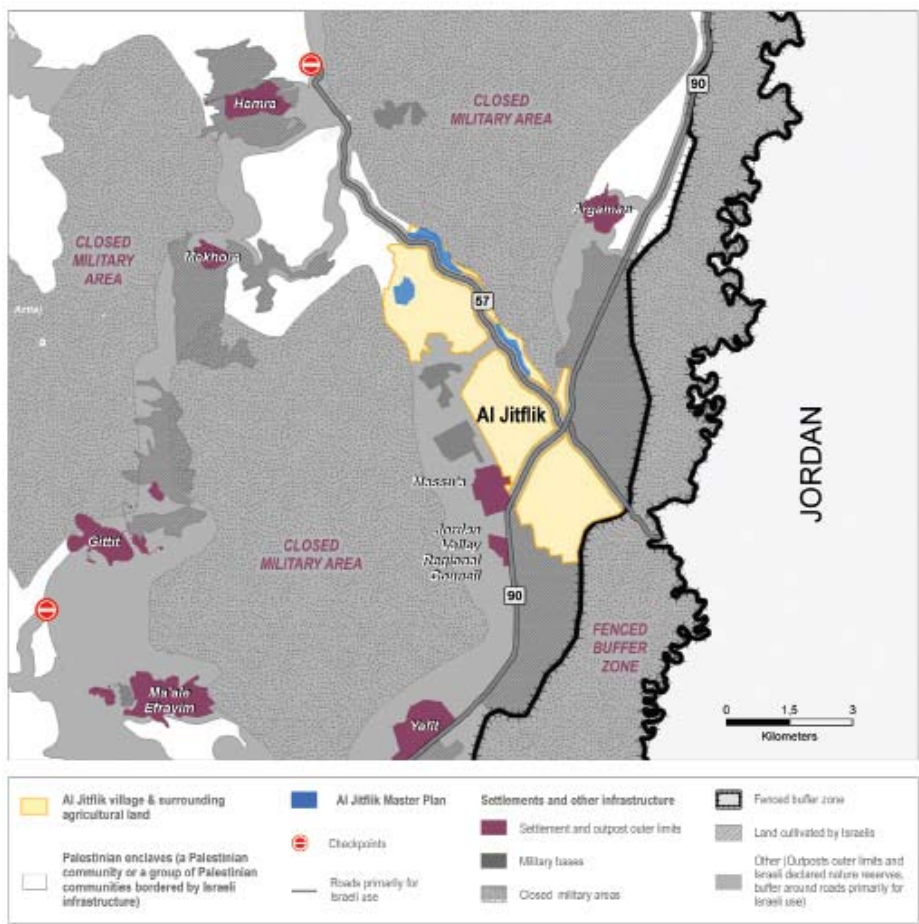 CLOSED
MILITARY AREA
90
Hamra
Argaman
CLOSED
MILITARY
AREA
Mekhora
57
Al Jitflik
JORDAN
Massu'a
Jordan
Valley
Regional
Council
Gittit
CLOSED
MILITARY AREA
90
FENCED
BUFFER
ZONE
Ma'ale
Efrayim
Yafit
0 1,5 3
Kilometers
Al Jitflik village & surrounding
agricultural land
Palestinian enclaves (a Palestinian
community or a group of Palestinian
communities bordered by Israeli
infrastructure)
Al Jitflik Master Plan
Checkpoints
Roads primarily for
Israeli use
Settlements and other infrastructure
Settlement and outpost outer limits
Military bases
Closed military areas
Fenced buffer zone
Land cultivated by Israelis
Other (Outposts outer limits and
Israeli declared nature reserves,
buffer around roads primarily for
Israeli use)